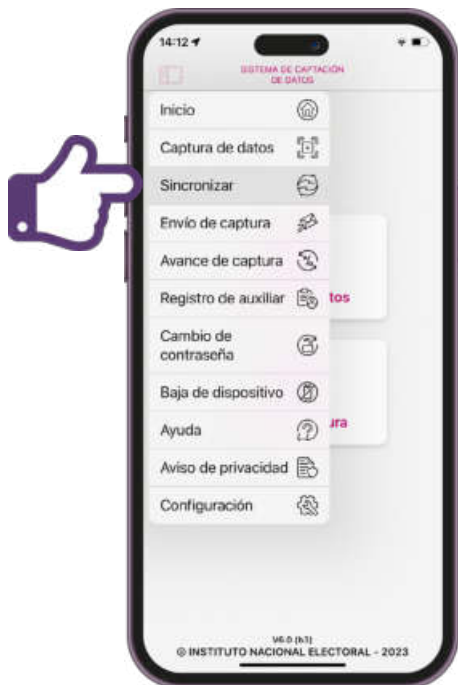 14:12
SISTEMA DE CAPTACIÓN
DE DATOS
Inicio
Captura de datos
Sincronizar
Envío de captura
Avance de captura
Registro de auxiliar
tos
Cambio de
contraseña
Baja de dispositivo
Ayuda
ura
Aviso de privacidad
Configuración
V6.0 (b3)
© INSTITUTO NACIONAL ELECTORAL - 2023